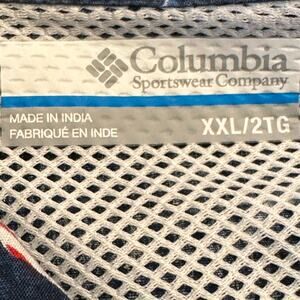 Columbia
Sportswear Company
MADE IN INDIA
FABRIQUÉ EN INDE
XXL/2TG